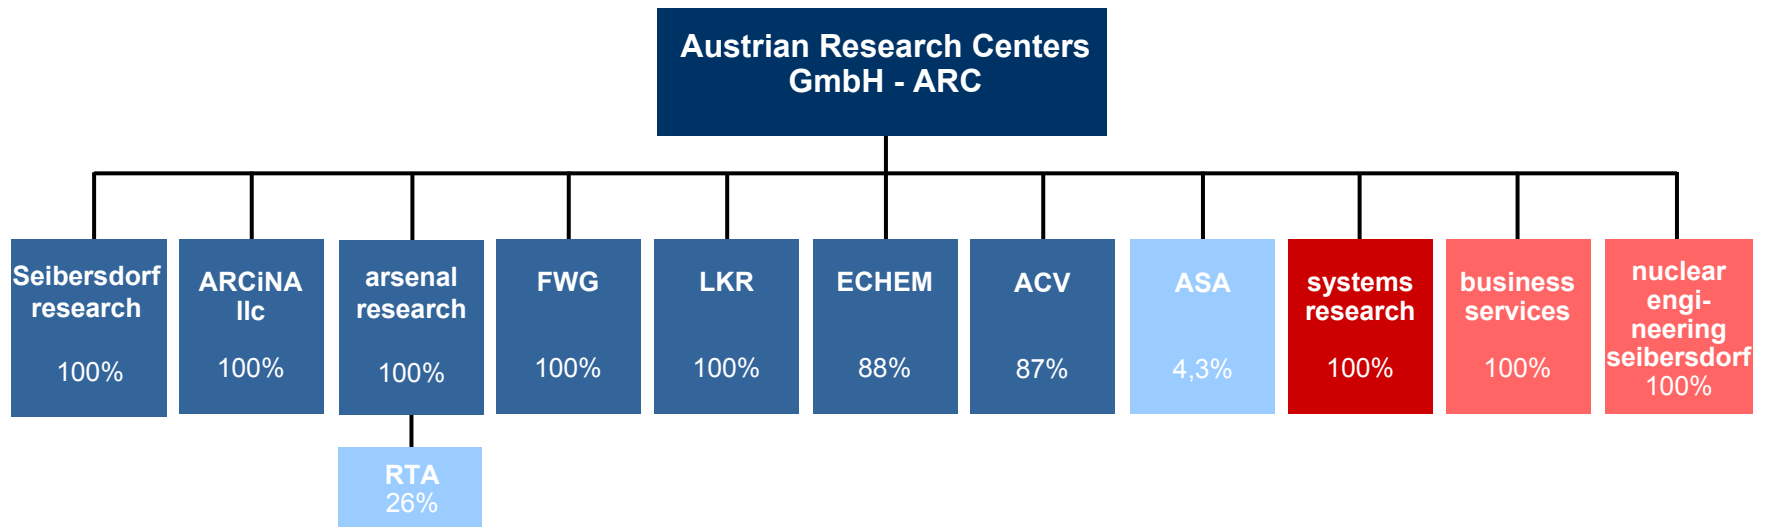 Austrian Research Centers
GmbH - ARC
Seibersdorf
research
100%
ARCiNA
llc
100%
arsenal
research
100%
FWG
100%
LKR
100%
ECHEM
88%
ACV
87%
ASA
4,3%
systems
research
100%
business
services
100%
nuclear
engi-
neering
seibersdorf
100%
RTA
26%